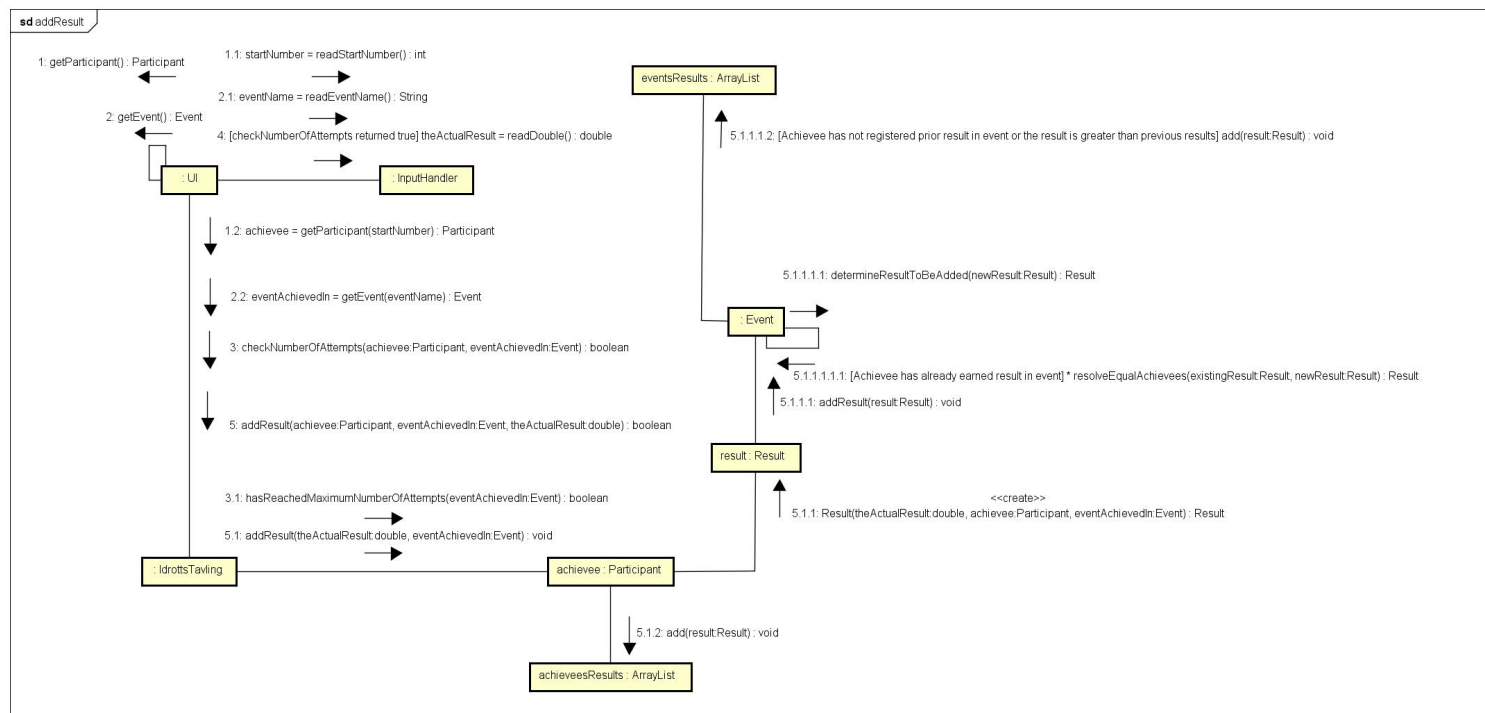 sd addResult
1.1: startNumber = readStartNumber() : int
1: getParticipant() : Participant
2.1: eventName = readEventName() : String
2: getEvent() : Event
4: [checkNumberOfAttempts returned true] theActualResult = readDouble() : double
: UI
: InputHandler
eventsResults : ArrayList
5.1.1.1.2: [Achievee has not registered prior result in event or the result is greater than previous results] add(result:Result) : void
1.2: achievee = getParticipant(startNumber) : Participant
2.2: eventAchievedIn = getEvent(eventName) : Event
3: checkNumberOfAttempts(achievee:Participant, eventAchievedIn:Event) : boolean
5: addResult(achievee:Participant, eventAchievedIn:Event, theActualResult:double) : boolean
5.1.1.1.1: determineResultToBeAdded(newResult:Result) : Result
: Event
5.1.1.1.1.1: [Achievee has already earned result in event] * resolveEqualAchievees(existingResult:Result, newResult:Result) : Result
5.1.1.1: addResult(result:Result) : void
result : Result
<<create>>
5.1.1: Result(theActualResult:double, achievee:Participant, eventAchievedIn:Event) : Result
3.1: hasReachedMaximumNumberOfAttempts(eventAchievedIn:Event) : boolean
5.1: addResult(theActualResult:double, eventAchievedIn:Event) : void
: IdrottsTavling
achievee : Participant
5.1.2: add(result:Result) : void
achieveesResults : ArrayList